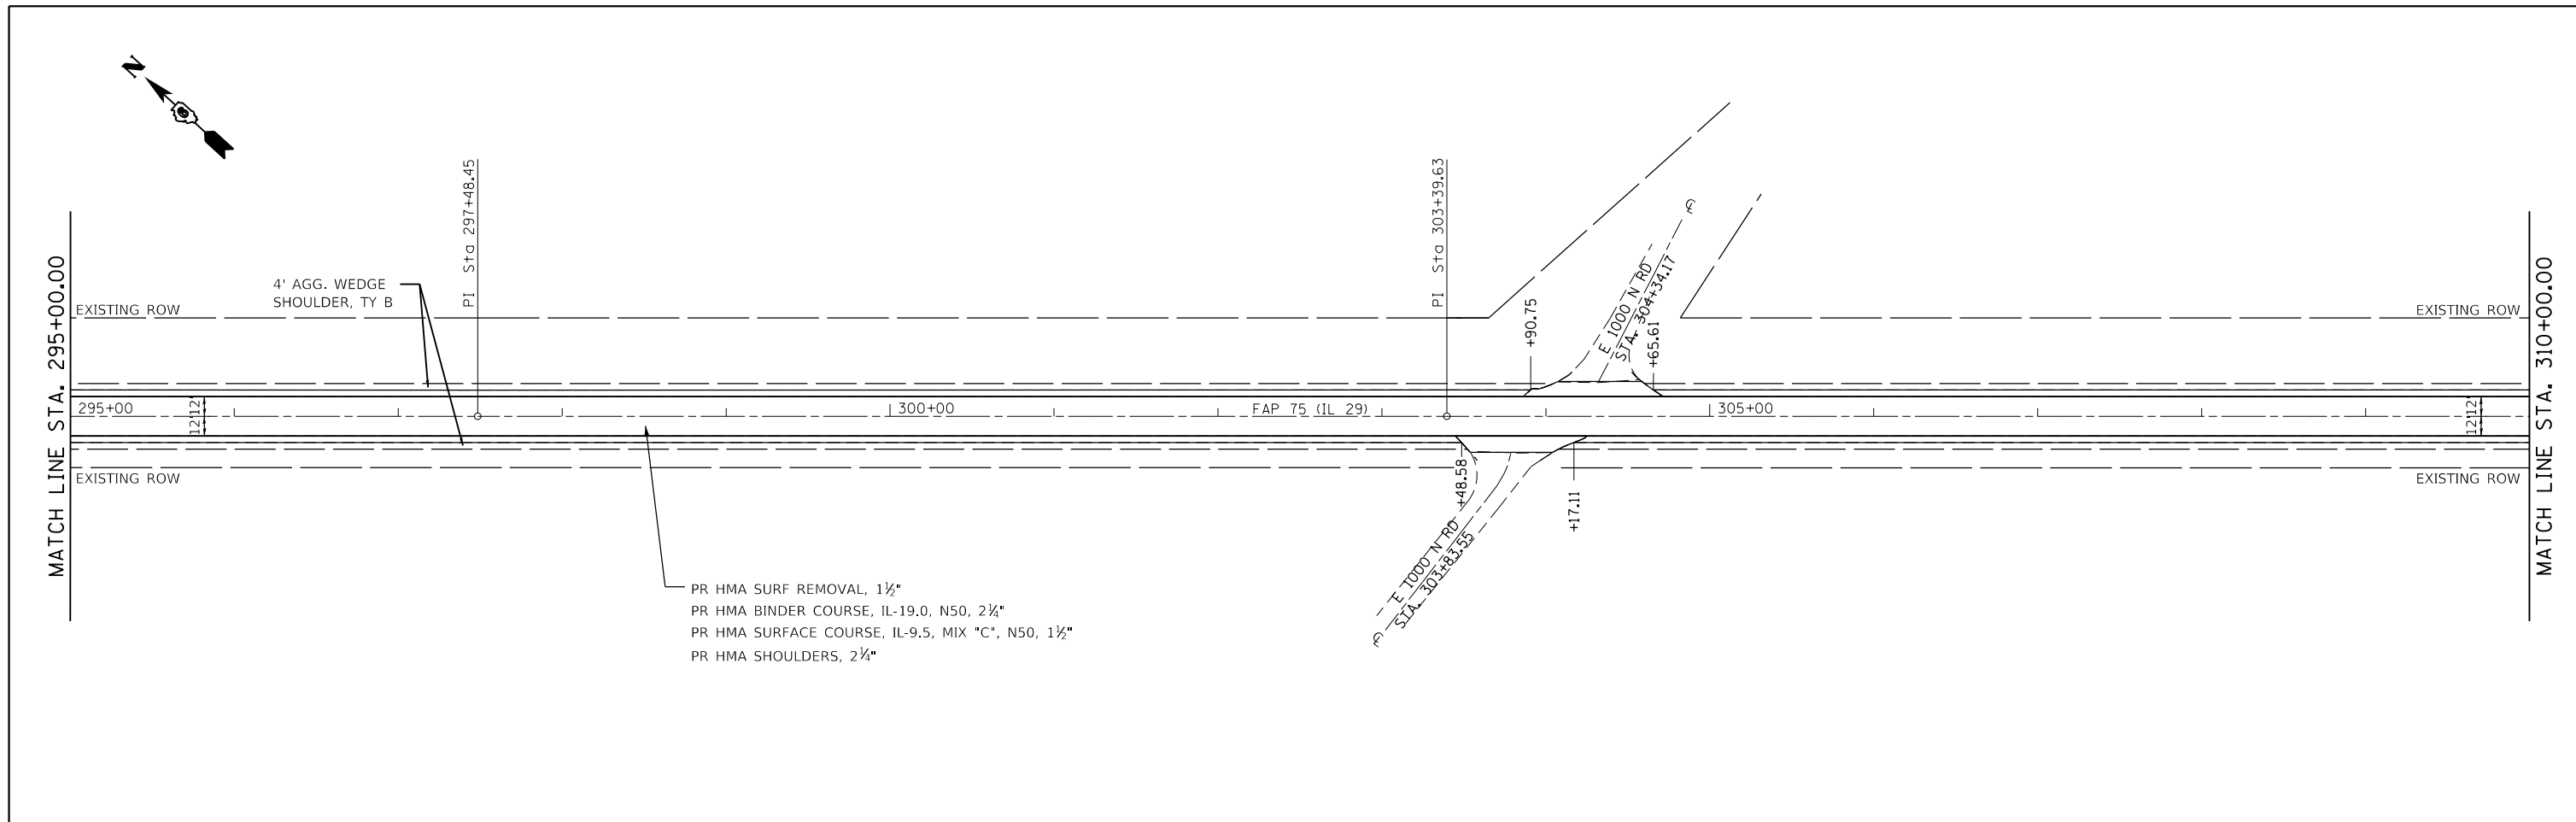 N
PI Sta 297+48.45
PI Sta 303+39.63
MATCH LINE STA. 295+00.00
MATCH LINE STA. 310+00.00
4' AGG. WEDGE
SHOULDER, TY B
EXISTING ROW
EXISTING ROW
+90.75
E 1000 N RD
STA. 304+34.17
+65.61
295+00
12'
12'
300+00
FAP 75 (IL 29)
305+00
12'
12'
EXISTING ROW
EXISTING ROW
+48.58
+17.11
E 1000 N RD
STA. 303+83.55
PR HMA SURF REMOVAL, 1½"
PR HMA BINDER COURSE, IL-19.0, N50, 2¼"
PR HMA SURFACE COURSE, IL-9.5, MIX "C", N50, 1½"
PR HMA SHOULDERS, 2¼"